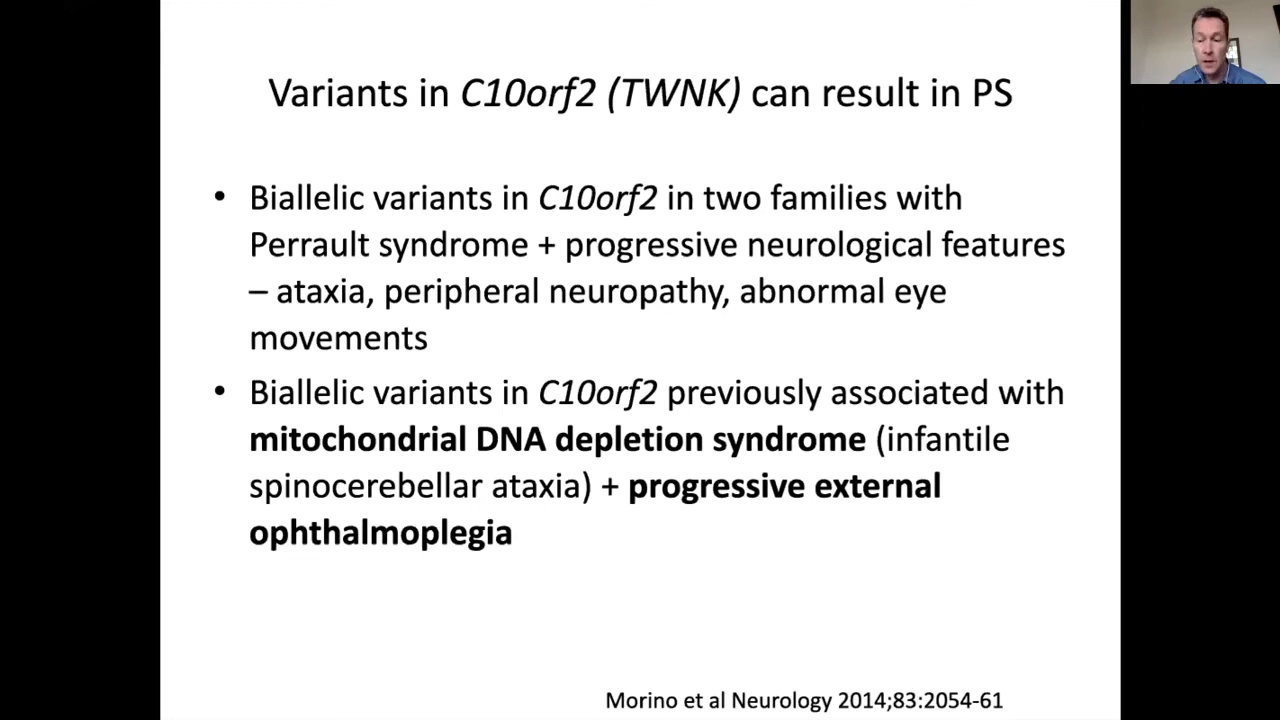 Variants in C10orf2 (TWNK) can result in PS
• Biallelic variants in C10orf2 in two families with
Perrault syndrome + progressive neurological features
– ataxia, peripheral neuropathy, abnormal eye
movements
• Biallelic variants in C10orf2 previously associated with
mitochondrial DNA depletion syndrome (infantile
spinocerebellar ataxia) + progressive external
ophthalmoplegia
Morino et al Neurology 2014;83:2054-61